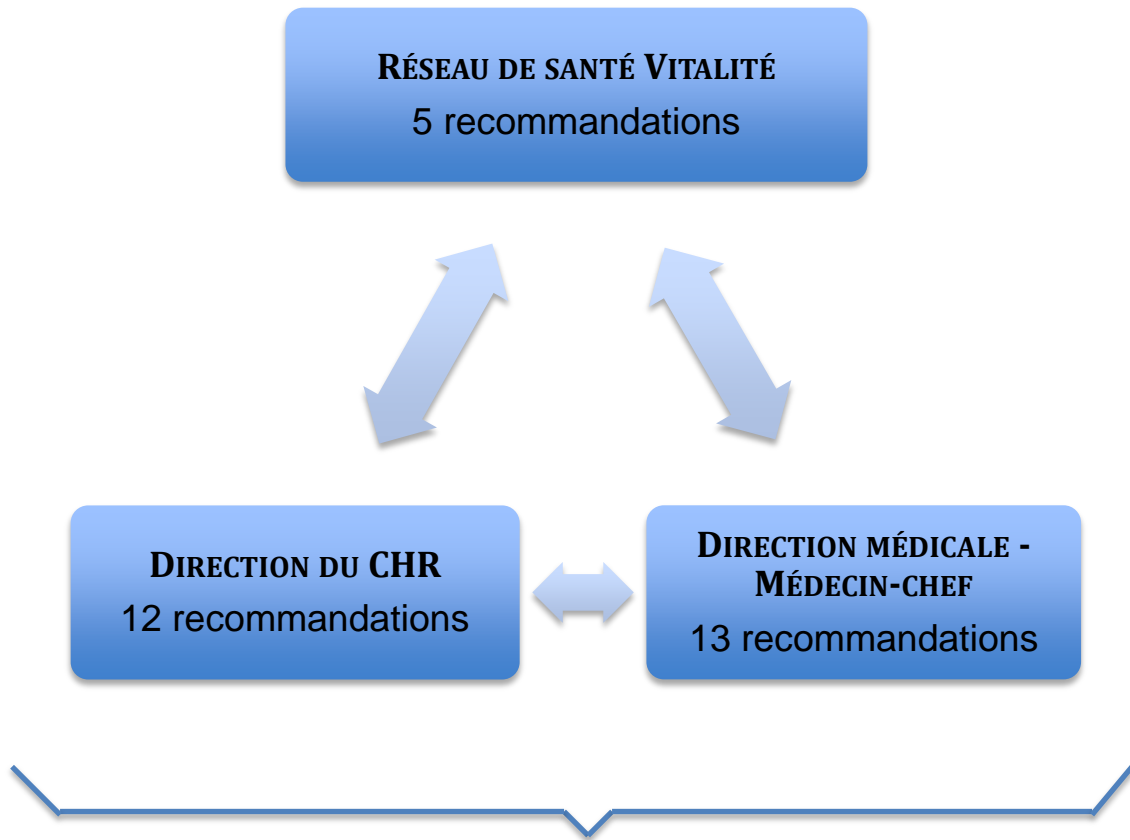 RÉSEAU DE SANTÉ VITALITÉ
5 recommandations
DIRECTION DU CHR
12 recommandations
DIRECTION MÉDICALE -
MÉDECIN-CHEF
13 recommandations